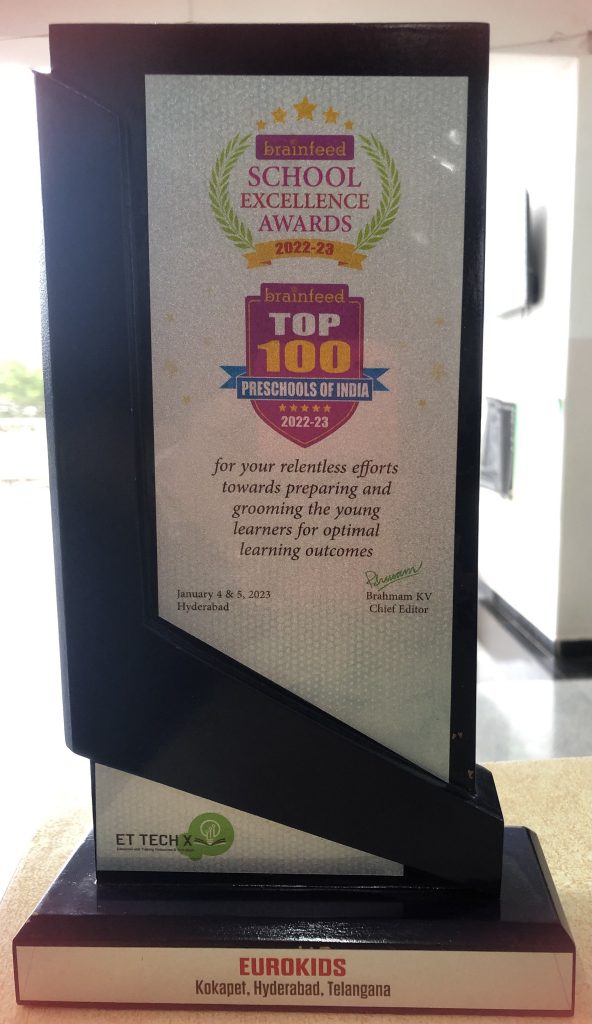 brainfeed
SCHOOL
EXCELLENCE
AWARDS
2022-23
brainfeed
TOP
100
PRESCHOOLS OF INDIA
2022-23
for your relentless efforts
towards preparing and
grooming the young
learners for optimal
learning outcomes
January 4 & 5, 2023
Hyderabad
Brahmam KV
Chief Editor
ET TECH X
EUROKIDS
Kokapet, Hyderabad, Telangana